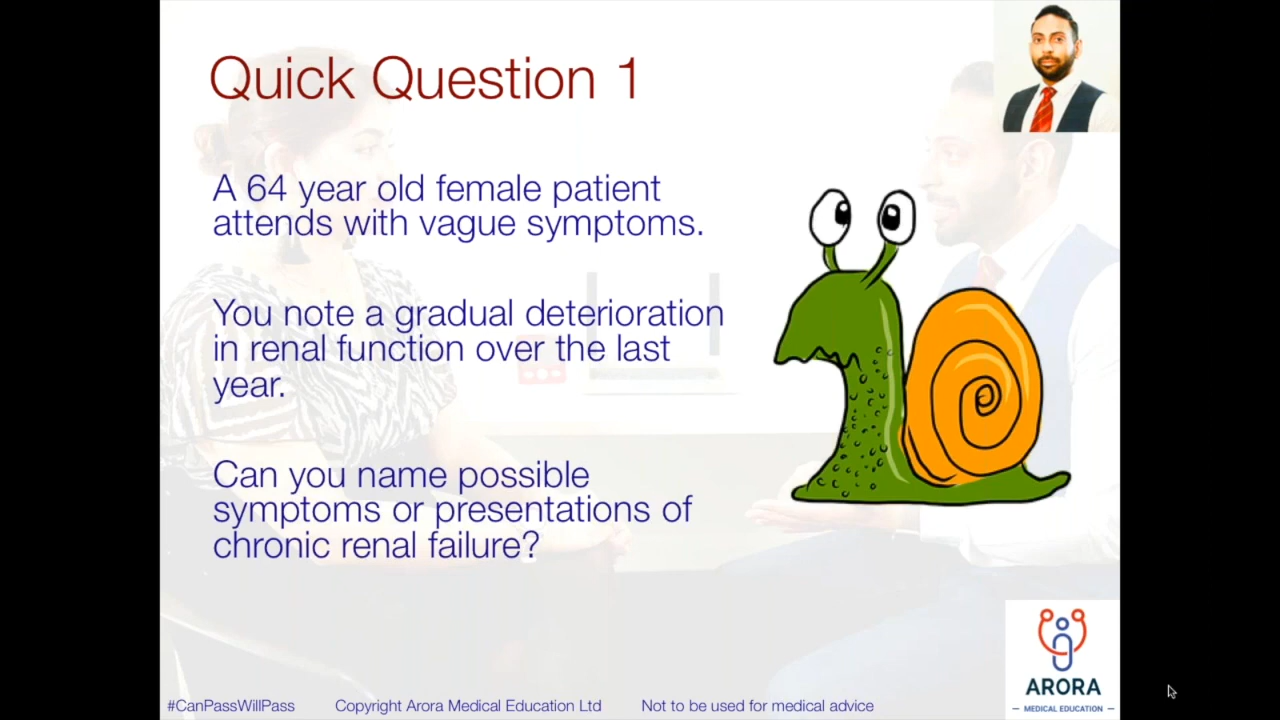 Quick Question 1
A 64 year old female patient
attends with vague symptoms.
You note a gradual deterioration
in renal function over the last
year.
Can you name possible
symptoms or presentations of
chronic renal failure?
ARORA
MEDICAL EDUCATION
#CanPassWillPass
Copyright Arora Medical Education Ltd
Not to be used for medical advice